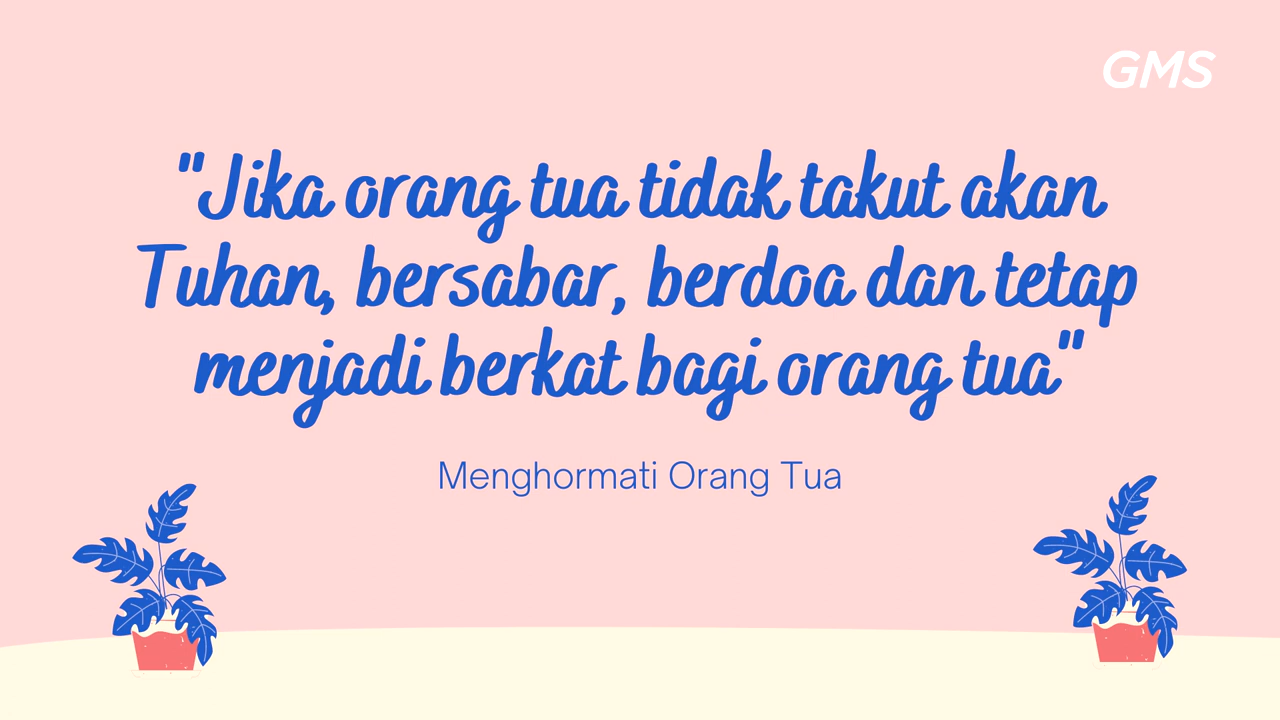 GMS
"Jika orang tua tidak takut akan
Tuhan, bersabar, berdoa dan tetap
menjadi berkat bagi orang tua"
Menghormati Orang Tua